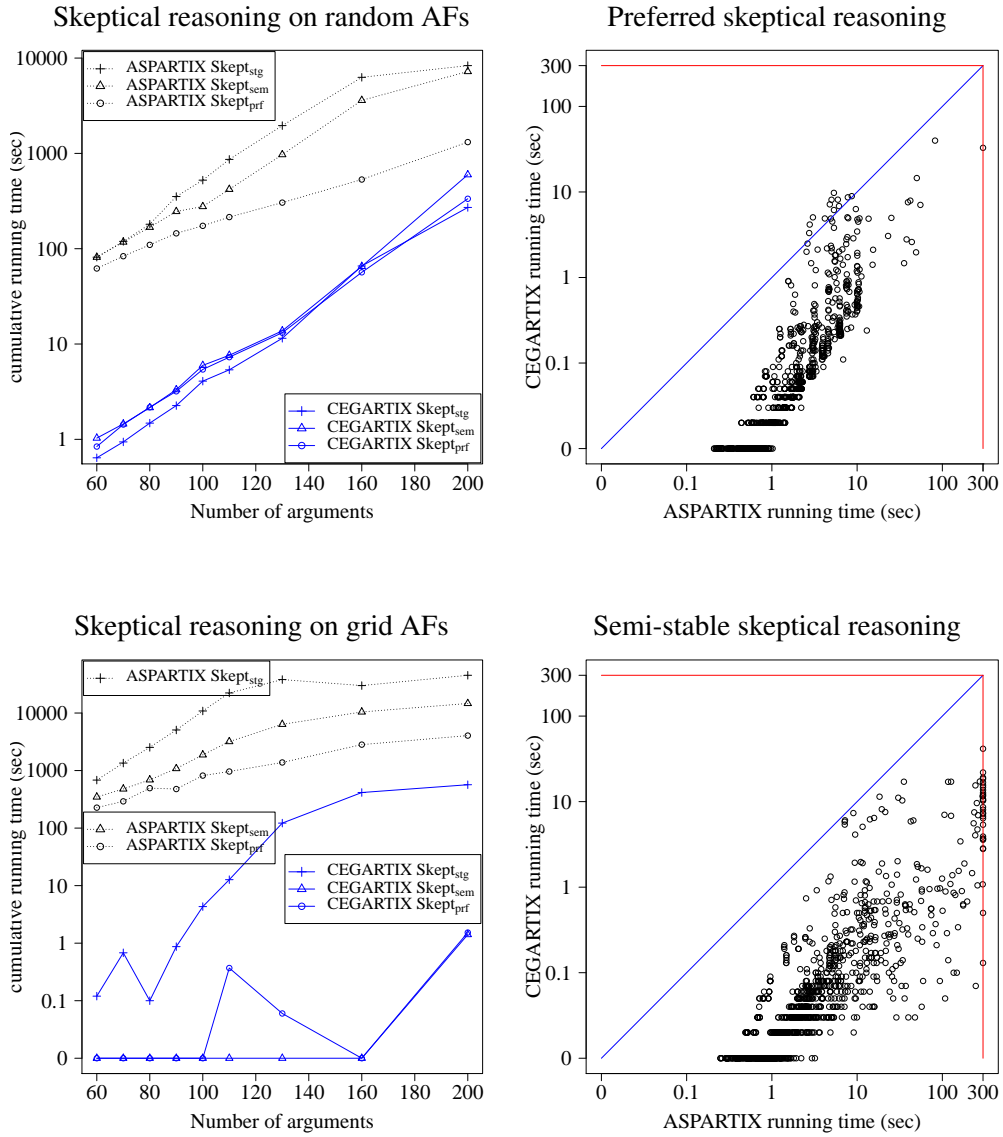 Skeptical reasoning on random AFs
cumulative running time (sec)
10000
1000
100
10
1
ASPARTIX Skept_stg
ASPARTIX Skept_sem
ASPARTIX Skept_prf
CEGARTIX Skept_stg
CEGARTIX Skept_sem
CEGARTIX Skept_prf
60 80 100 120 140 160 180 200
Number of arguments
Preferred skeptical reasoning
CEGARTIX running time (sec)
300
100
10
1
0.1
0
0 0.1 1 10 100 300
ASPARTIX running time (sec)
Skeptical reasoning on grid AFs
cumulative running time (sec)
10000
1000
100
10
1
0.1
0
ASPARTIX Skept_stg
ASPARTIX Skept_sem
ASPARTIX Skept_prf
CEGARTIX Skept_stg
CEGARTIX Skept_sem
CEGARTIX Skept_prf
60 80 100 120 140 160 180 200
Number of arguments
Semi-stable skeptical reasoning
CEGARTIX running time (sec)
300
100
10
1
0.1
0
0 0.1 1 10 100 300
ASPARTIX running time (sec)